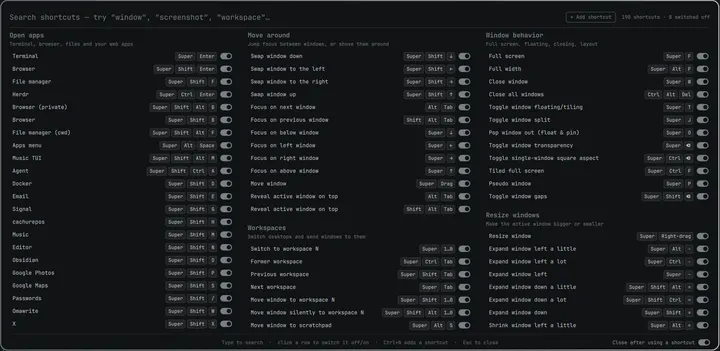 Search shortcuts — try "window", "screenshot", "workspace"…
+ Add shortcut
198 shortcuts · 0 switched off
Open apps
Terminal, browser, files and your web apps
Terminal Super Enter
Browser Super Shift Enter
File manager Super Shift F
Herdr Super Ctrl Enter
Browser (private) Super Shift Alt B
Browser Super Shift B
File manager (cwd) Super Shift Alt F
Apps menu Super Alt Space
Music TUI Super Shift Alt M
Agent Super Shift Ctrl A
Docker Super Shift D
Email Super Shift E
Signal Super Shift G
cachurepos Super Shift H
Music Super Shift M
Editor Super Shift N
Obsidian Super Shift O
Google Photos Super Shift P
Google Maps Super Shift S
Passwords Super Shift /
Omawrite Super Shift W
X Super Shift X
Move around
Jump focus between windows, or shove them around
Swap window down Super Shift ↓
Swap window to the left Super Shift ←
Swap window to the right Super Shift →
Swap window up Super Shift ↑
Focus on next window Alt Tab
Focus on previous window Shift Alt Tab
Focus on below window Super ↓
Focus on left window Super ←
Focus on right window Super →
Focus on above window Super ↑
Move window Super Drag
Reveal active window on top Alt Tab
Reveal active window on top Shift Alt Tab
Workspaces
Switch desktops and send windows to them
Switch to workspace N Super 1…0
Former workspace Super Ctrl Tab
Previous workspace Super Shift Tab
Next workspace Super Tab
Move window to workspace N Super Shift 1…0
Move window silently to workspace N Super Shift Alt 1…0
Move window to scratchpad Super Alt S
Window behavior
Full screen, floating, closing, layout
Full screen Super F
Full width Super Alt F
Close window Super W
Close all windows Ctrl Alt Del
Toggle window floating/tiling Super T
Toggle window split Super J
Pop window out (float & pin) Super O
Toggle window transparency Super ⌫
Toggle single-window square aspect Super Ctrl ⌫
Tiled full screen Super Ctrl F
Pseudo window Super P
Toggle window gaps Super Shift ⌫
Resize windows
Make the active window bigger or smaller
Resize window Super Right-drag
Expand window left a little Super Alt -
Expand window left a lot Super Ctrl -
Expand window left Super -
Expand window down a little Super Shift Alt =
Expand window down a lot Super Shift Ctrl =
Expand window down Super Shift =
Shrink window left a little Super Alt =
Type to search · Click a row to switch it off/on · Ctrl+N adds a shortcut · Esc to close
Close after using a shortcut